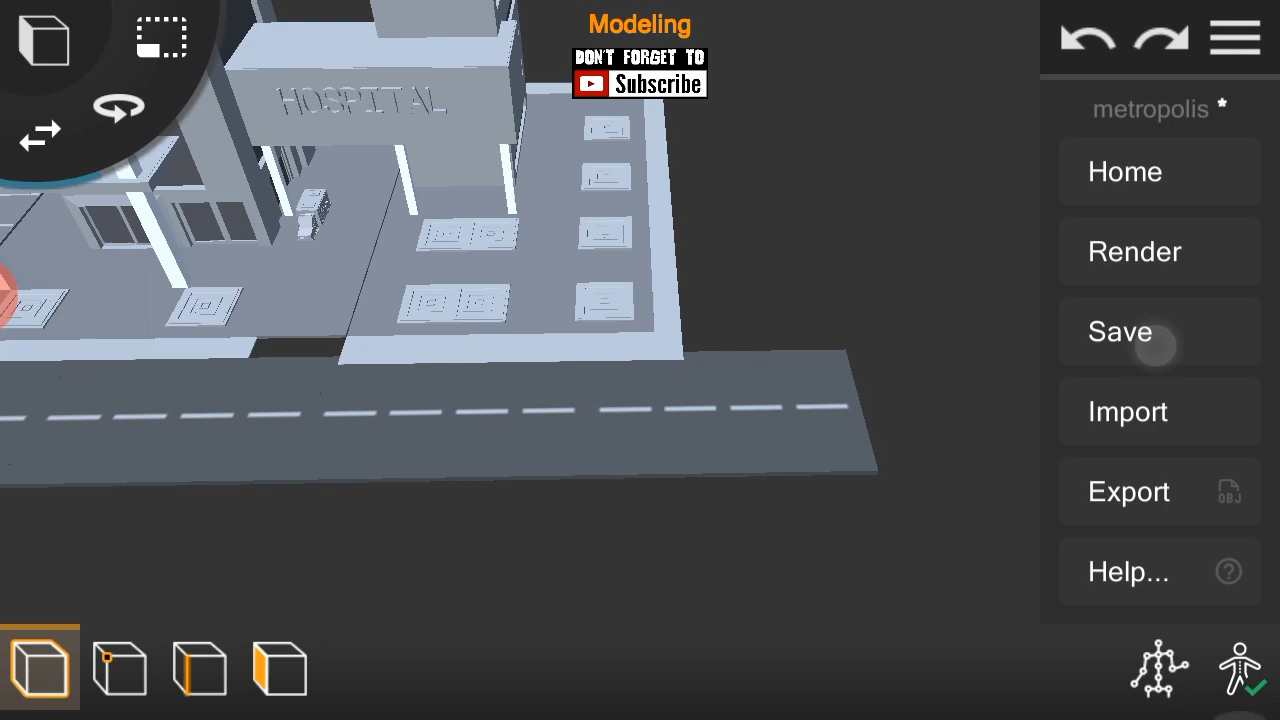 Modeling
DON'T FORGET TO
Subscribe
HOSPITAL
metropolis *
Home
Render
Save
Import
Export
OBJ
Help...
?